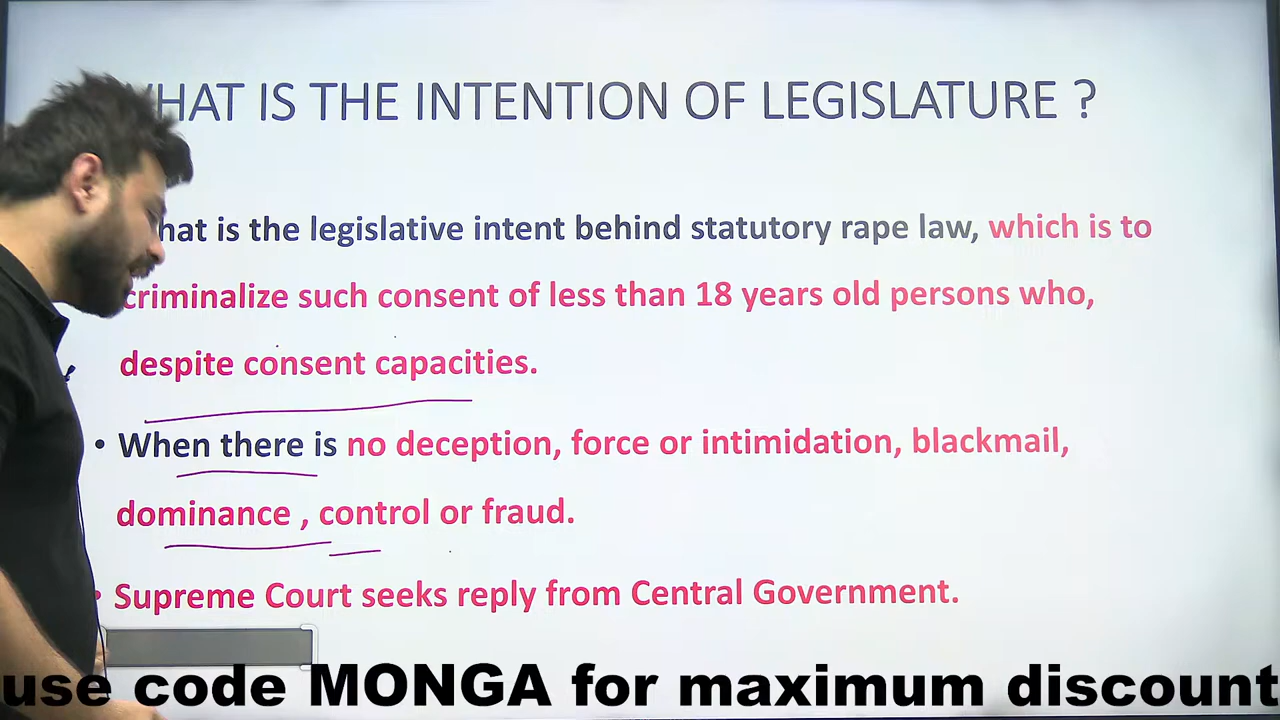 WHAT IS THE INTENTION OF LEGISLATURE ?
hat is the legislative intent behind statutory rape law, which is to
criminalize such consent of less than 18 years old persons who,
despite consent capacities.
• When there is no deception, force or intimidation, blackmail,
dominance , control or fraud.
• Supreme Court seeks reply from Central Government.
use code MONGA for maximum discount